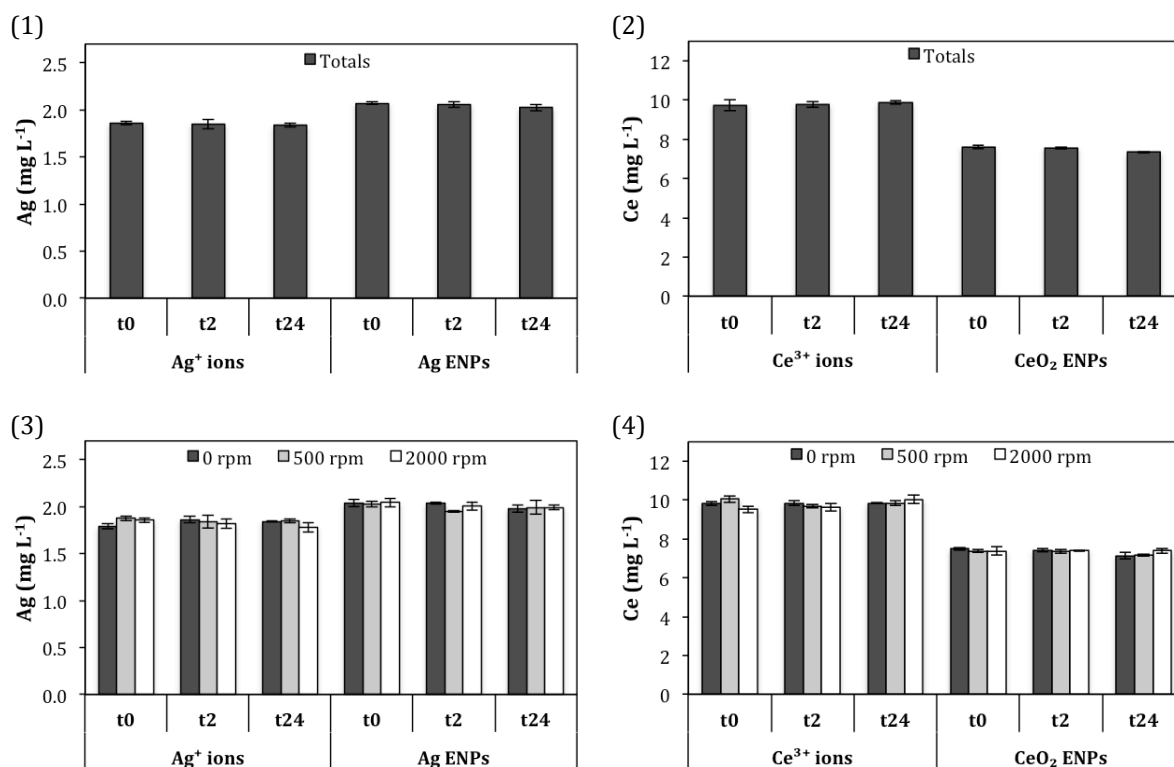 (1)
Totals
Ag (mg L⁻¹)
2.5
2.0
1.5
1.0
0.5
0.0
t0 t2 t24 t0 t2 t24
Ag⁺ ions Ag ENPs
(2)
Totals
Ce (mg L⁻¹)
12
10
8
6
4
2
0
t0 t2 t24 t0 t2 t24
Ce³⁺ ions CeO₂ ENPs
(3)
0 rpm 500 rpm 2000 rpm
Ag (mg L⁻¹)
2.5
2.0
1.5
1.0
0.5
0.0
t0 t2 t24 t0 t2 t24
Ag⁺ ions Ag ENPs
(4)
0 rpm 500 rpm 2000 rpm
Ce (mg L⁻¹)
12
10
8
6
4
2
0
t0 t2 t24 t0 t2 t24
Ce³⁺ ions CeO₂ ENPs